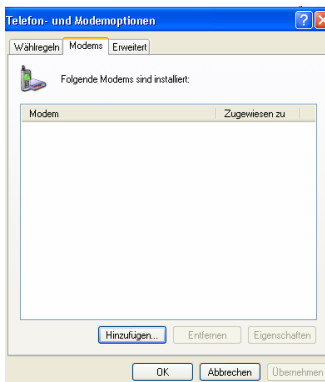 Telefon- und Modemoptionen
Wählregeln Modems Erweitert
Folgende Modems sind installiert:
Modem Zugewiesen zu
Hinzufügen... Entfernen Eigenschaften
OK Abbrechen Übernehmen